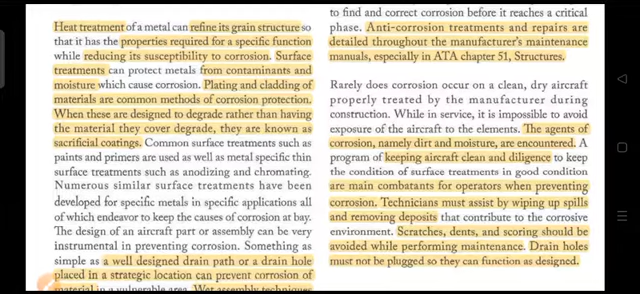 Heat treatment of a metal can refine its grain structure so
that it has the properties required for a specific function
while reducing its susceptibility to corrosion. Surface
treatments can protect metals from contaminants and
moisture which cause corrosion. Plating and cladding of
materials are common methods of corrosion protection.
When these are designed to degrade rather than having
the material they cover degrade, they are known as
sacrificial coatings. Common surface treatments such as
paints and primers are used as well as metal specific thin
surface treatments such as anodizing and chromating.
Numerous similar surface treatments have been
developed for specific metals in specific applications all
of which endeavor to keep the causes of corrosion at bay.
The design of an aircraft part or assembly can be very
instrumental in preventing corrosion. Something as
simple as a well designed drain path or a drain hole
placed in a strategic location can prevent corrosion of
material in a vulnerable area. Wet assembly techniques
to find and correct corrosion before it reaches a critical
phase. Anti-corrosion treatments and repairs are
detailed throughout the manufacturer's maintenance
manuals, especially in ATA chapter 51, Structures.
Rarely does corrosion occur on a clean, dry aircraft
properly treated by the manufacturer during
construction. While in service, it is impossible to avoid
exposure of the aircraft to the elements. The agents of
corrosion, namely dirt and moisture, are encountered. A
program of keeping aircraft clean and diligence to keep
the condition of surface treatments in good condition
are main combatants for operators when preventing
corrosion. Technicians must assist by wiping up spills
and removing deposits that contribute to the corrosive
environment. Scratches, dents, and scoring should be
avoided while performing maintenance. Drain holes
must not be plugged so they can function as designed.